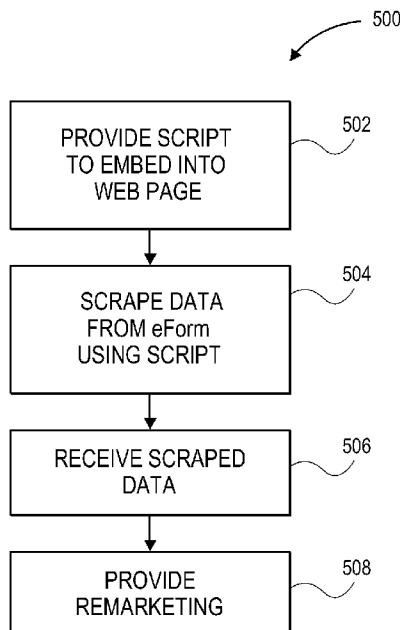 500
PROVIDE SCRIPT
TO EMBED INTO
WEB PAGE
502
SCRAPE DATA
FROM eForm
USING SCRIPT
504
RECEIVE SCRAPED
DATA
506
PROVIDE
REMARKETING
508